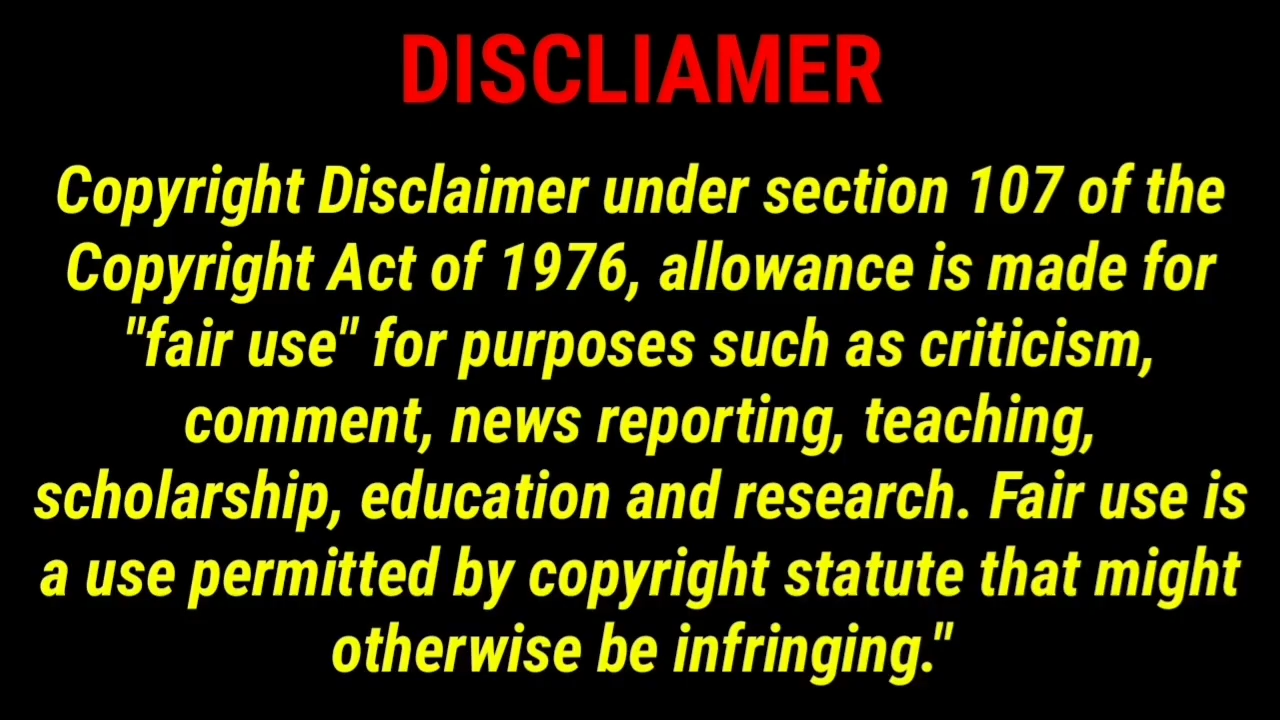 DISCLIAMER
Copyright Disclaimer under section 107 of the
Copyright Act of 1976, allowance is made for
"fair use" for purposes such as criticism,
comment, news reporting, teaching,
scholarship, education and research. Fair use is
a use permitted by copyright statute that might
otherwise be infringing."